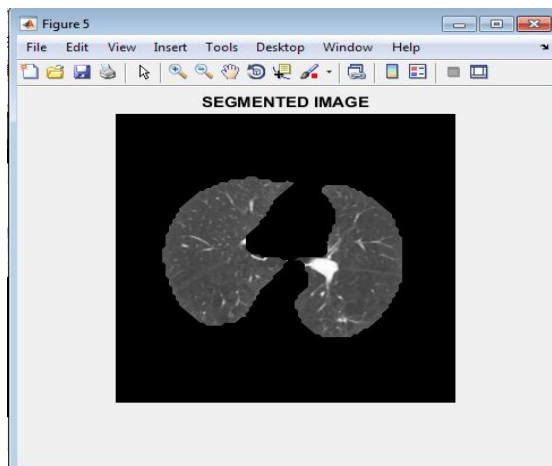 Figure 5
File Edit View Insert Tools Desktop Window Help
SEGMENTED IMAGE